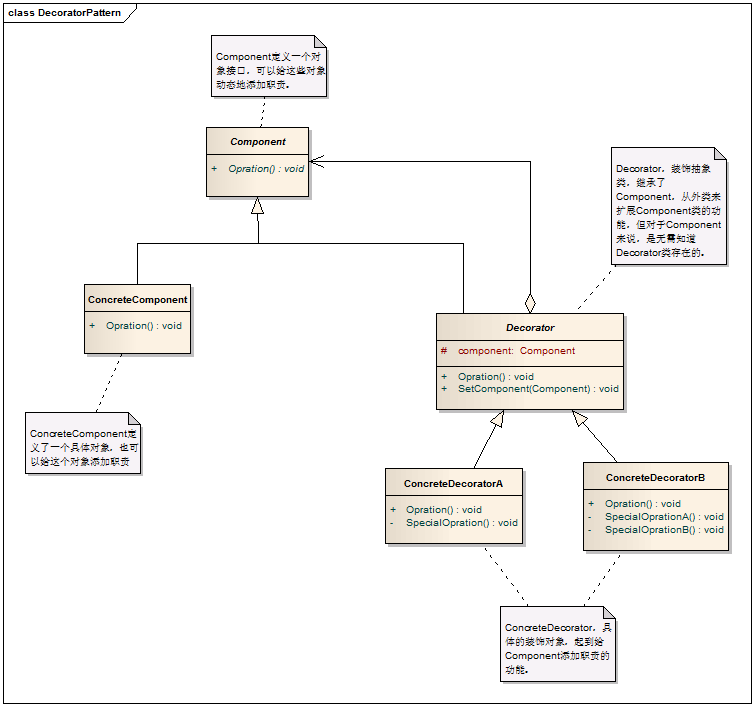 class DecoratorPattern
Component定义一个对
象接口，可以给这些对象
动态地添加职责。
Component
+ Opration() : void
Decorator，装饰抽象
类，继承了
Component，从外类来
扩展Component类的功
能，但对于Component
来说，是无需知道
Decorator类存在的。
ConcreteComponent
+ Opration() : void
Decorator
# component: Component
+ Opration() : void
+ SetComponent(Component) : void
ConcreteComponent定
义了一个具体对象，也可
以给这个对象添加职责
ConcreteDecoratorA
+ Opration() : void
- SpecialOpration() : void
ConcreteDecoratorB
+ Opration() : void
- SpecialOprationA() : void
- SpecialOprationB() : void
ConcreteDecorator，具
体的装饰对象，起到给
Component添加职责的
功能。